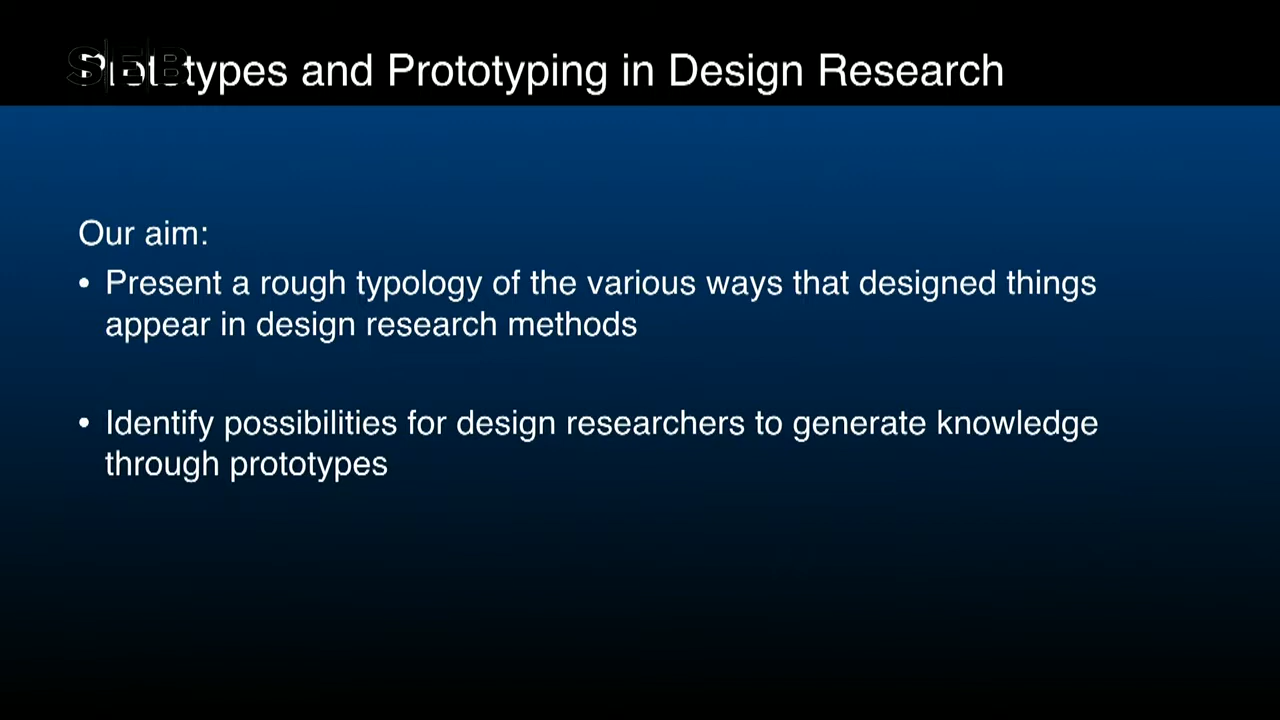 S|E|B
Prototypes and Prototyping in Design Research
Our aim:
• Present a rough typology of the various ways that designed things
appear in design research methods
• Identify possibilities for design researchers to generate knowledge
through prototypes